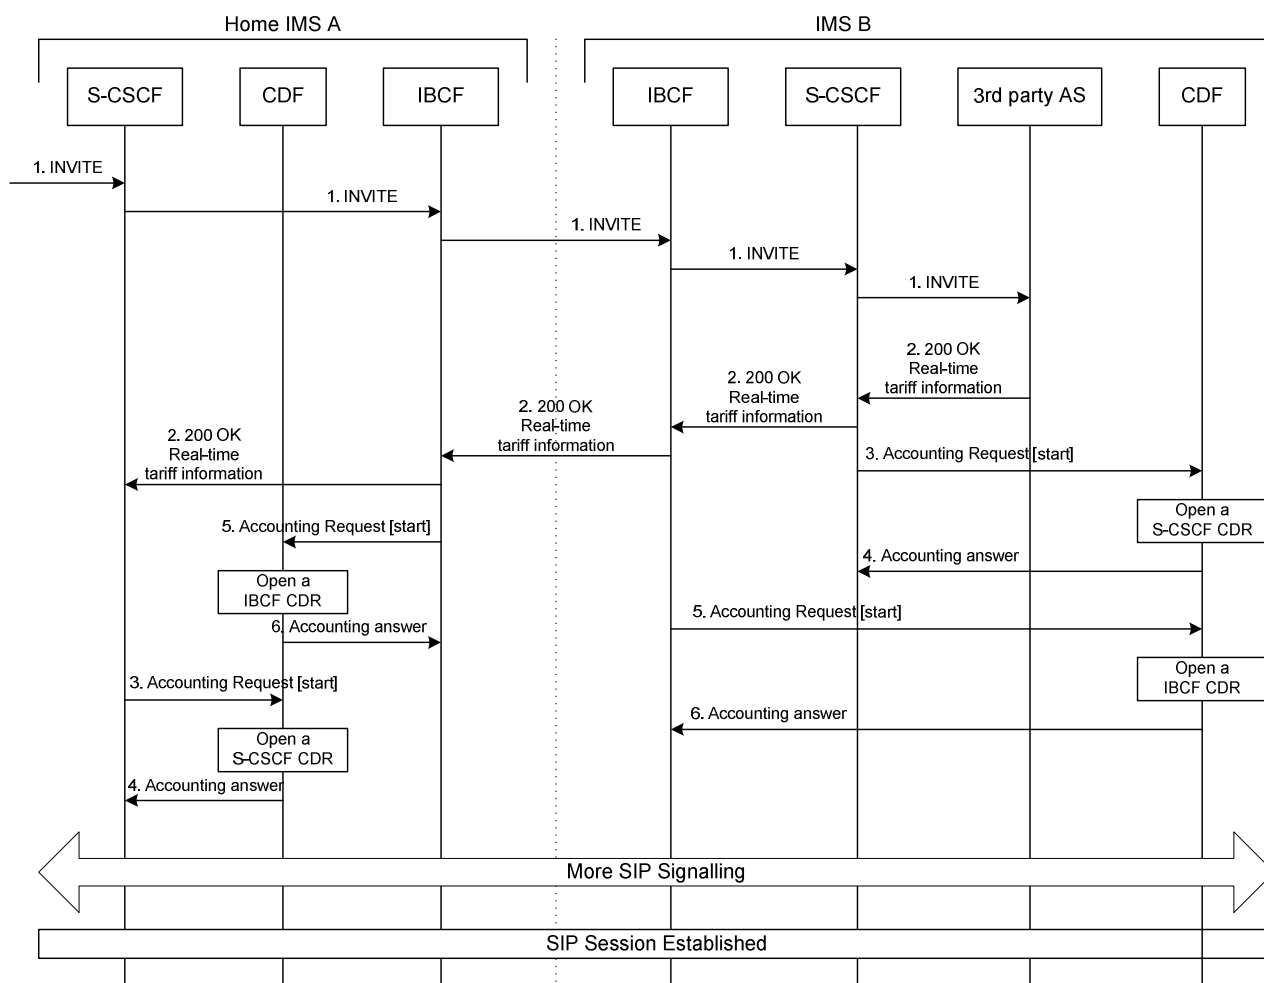 Home IMS A
IMS B
S-CSCF
CDF
IBCF
IBCF
S-CSCF
3rd party AS
CDF
1. INVITE
1. INVITE
1. INVITE
1. INVITE
1. INVITE
2. 200 OK
Real-time
tariff information
2. 200 OK
Real-time
tariff information
2. 200 OK
Real-time
tariff information
2. 200 OK
Real-time
tariff information
3. Accounting Request [start]
Open a
S-CSCF CDR
5. Accounting Request [start]
4. Accounting answer
Open a
IBCF CDR
5. Accounting Request [start]
6. Accounting answer
Open a
IBCF CDR
3. Accounting Request [start]
6. Accounting answer
Open a
S-CSCF CDR
4. Accounting answer
More SIP Signalling
SIP Session Established